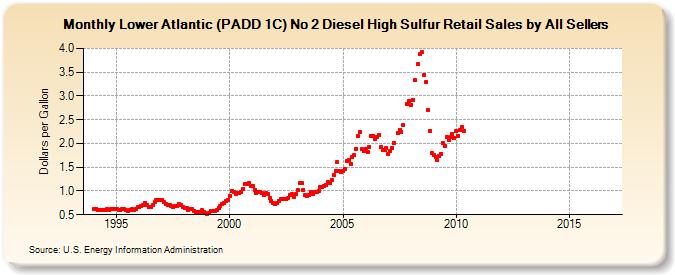 Monthly Lower Atlantic (PADD 1C) No 2 Diesel High Sulfur Retail Sales by All Sellers
Dollars per Gallon
4.0
3.5
3.0
2.5
2.0
1.5
1.0
0.5
1995 2000 2005 2010 2015
Source: U.S. Energy Information Administration